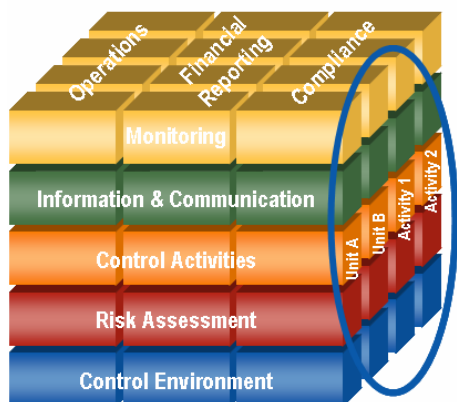 Operations
Financial
Reporting
Compliance
Monitoring
Information & Communication
Control Activities
Risk Assessment
Control Environment
Unit A
Unit B
Activity 1
Activity 2